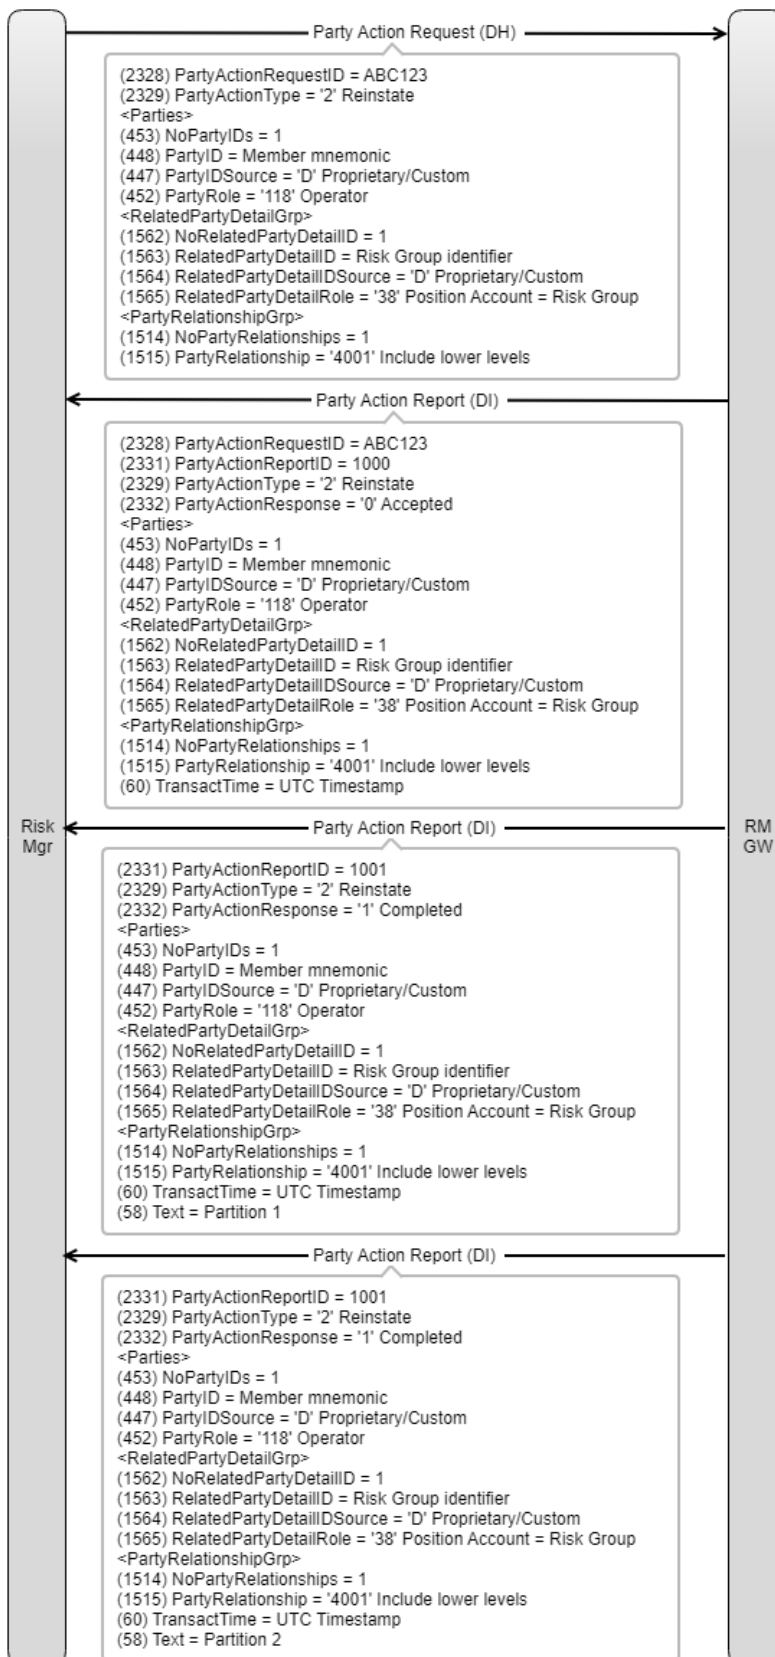 Party Action Request (DH)
(2328) PartyActionRequestID = ABC123
(2329) PartyActionType = '2' Reinstate
<Parties>
(453) NoPartyIDs = 1
(448) PartyID = Member mnemonic
(447) PartyIDSource = 'D' Proprietary/Custom
(452) PartyRole = '118' Operator
<RelatedPartyDetailGrp>
(1562) NoRelatedPartyDetailID = 1
(1563) RelatedPartyDetailID = Risk Group identifier
(1564) RelatedPartyDetailIDSource = 'D' Proprietary/Custom
(1565) RelatedPartyDetailRole = '38' Position Account = Risk Group
<PartyRelationshipGrp>
(1514) NoPartyRelationships = 1
(1515) PartyRelationship = '4001' Include lower levels
Party Action Report (DI)
(2328) PartyActionRequestID = ABC123
(2331) PartyActionReportID = 1000
(2329) PartyActionType = '2' Reinstate
(2332) PartyActionResponse = '0' Accepted
<Parties>
(453) NoPartyIDs = 1
(448) PartyID = Member mnemonic
(447) PartyIDSource = 'D' Proprietary/Custom
(452) PartyRole = '118' Operator
<RelatedPartyDetailGrp>
(1562) NoRelatedPartyDetailID = 1
(1563) RelatedPartyDetailID = Risk Group identifier
(1564) RelatedPartyDetailIDSource = 'D' Proprietary/Custom
(1565) RelatedPartyDetailRole = '38' Position Account = Risk Group
<PartyRelationshipGrp>
(1514) NoPartyRelationships = 1
(1515) PartyRelationship = '4001' Include lower levels
(60) TransactTime = UTC Timestamp
Risk
Mgr
Party Action Report (DI)
RM
GW
(2331) PartyActionReportID = 1001
(2329) PartyActionType = '2' Reinstate
(2332) PartyActionResponse = '1' Completed
<Parties>
(453) NoPartyIDs = 1
(448) PartyID = Member mnemonic
(447) PartyIDSource = 'D' Proprietary/Custom
(452) PartyRole = '118' Operator
<RelatedPartyDetailGrp>
(1562) NoRelatedPartyDetailID = 1
(1563) RelatedPartyDetailID = Risk Group identifier
(1564) RelatedPartyDetailIDSource = 'D' Proprietary/Custom
(1565) RelatedPartyDetailRole = '38' Position Account = Risk Group
<PartyRelationshipGrp>
(1514) NoPartyRelationships = 1
(1515) PartyRelationship = '4001' Include lower levels
(60) TransactTime = UTC Timestamp
(58) Text = Partition 1
Party Action Report (DI)
(2331) PartyActionReportID = 1001
(2329) PartyActionType = '2' Reinstate
(2332) PartyActionResponse = '1' Completed
<Parties>
(453) NoPartyIDs = 1
(448) PartyID = Member mnemonic
(447) PartyIDSource = 'D' Proprietary/Custom
(452) PartyRole = '118' Operator
<RelatedPartyDetailGrp>
(1562) NoRelatedPartyDetailID = 1
(1563) RelatedPartyDetailID = Risk Group identifier
(1564) RelatedPartyDetailIDSource = 'D' Proprietary/Custom
(1565) RelatedPartyDetailRole = '38' Position Account = Risk Group
<PartyRelationshipGrp>
(1514) NoPartyRelationships = 1
(1515) PartyRelationship = '4001' Include lower levels
(60) TransactTime = UTC Timestamp
(58) Text = Partition 2